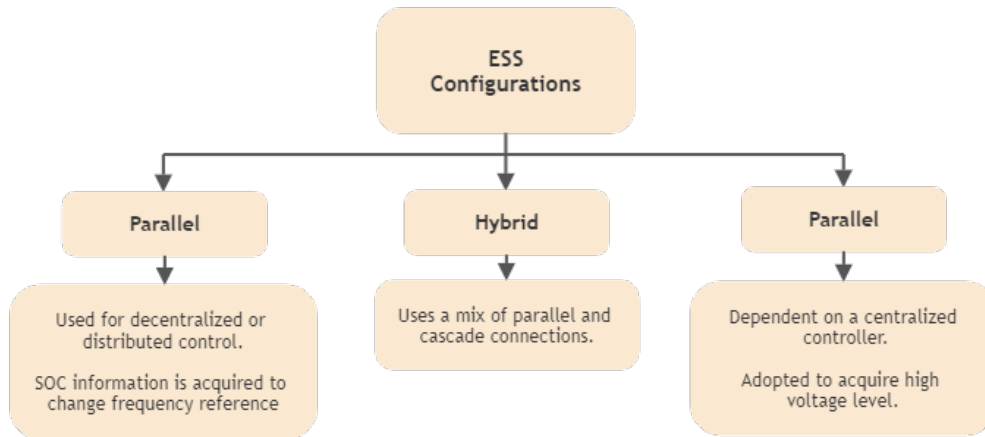 ESS
Configurations
Parallel
Hybrid
Parallel
Used for decentralized or
distributed control.
SOC information is acquired to
change frequency reference
Uses a mix of parallel and
cascade connections.
Dependent on a centralized
controller.
Adopted to acquire high
voltage level.